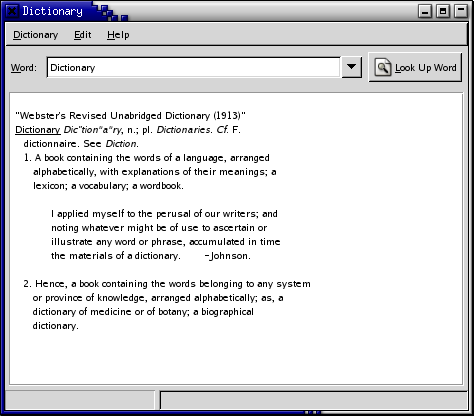 Dictionary
Dictionary Edit Help
Word: Dictionary Look Up Word
"Webster's Revised Unabridged Dictionary (1913)"
Dictionary Dic"tion*a*ry, n.; pl. Dictionaries. Cf. F.
dictionnaire. See Diction.
1. A book containing the words of a language, arranged
alphabetically, with explanations of their meanings; a
lexicon; a vocabulary; a wordbook.
I applied myself to the perusal of our writers; and
noting whatever might be of use to ascertain or
illustrate any word or phrase, accumulated in time
the materials of a dictionary. –Johnson.
2. Hence, a book containing the words belonging to any system
or province of knowledge, arranged alphabetically; as, a
dictionary of medicine or of botany; a biographical
dictionary.